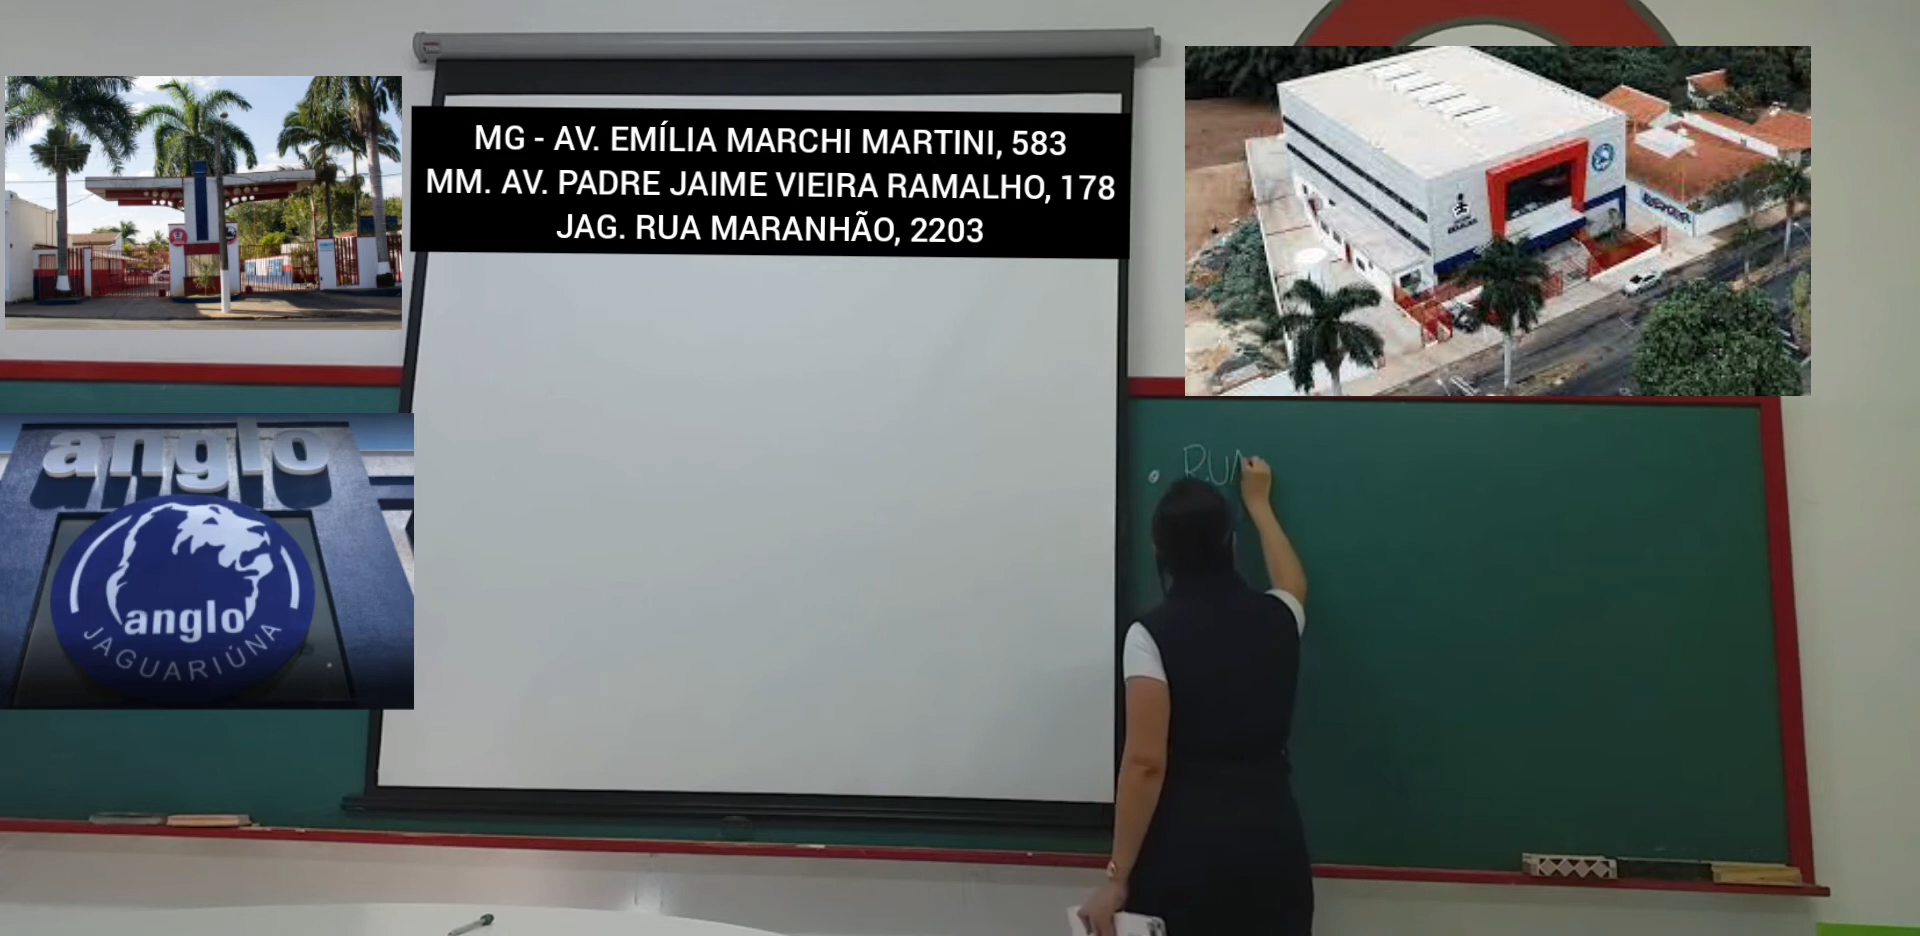 MG - AV. EMÍLIA MARCHI MARTINI, 583
MM. AV. PADRE JAIME VIEIRA RAMALHO, 178
JAG. RUA MARANHÃO, 2203
anglo
anglo
JAGUARIÚNA
RUA